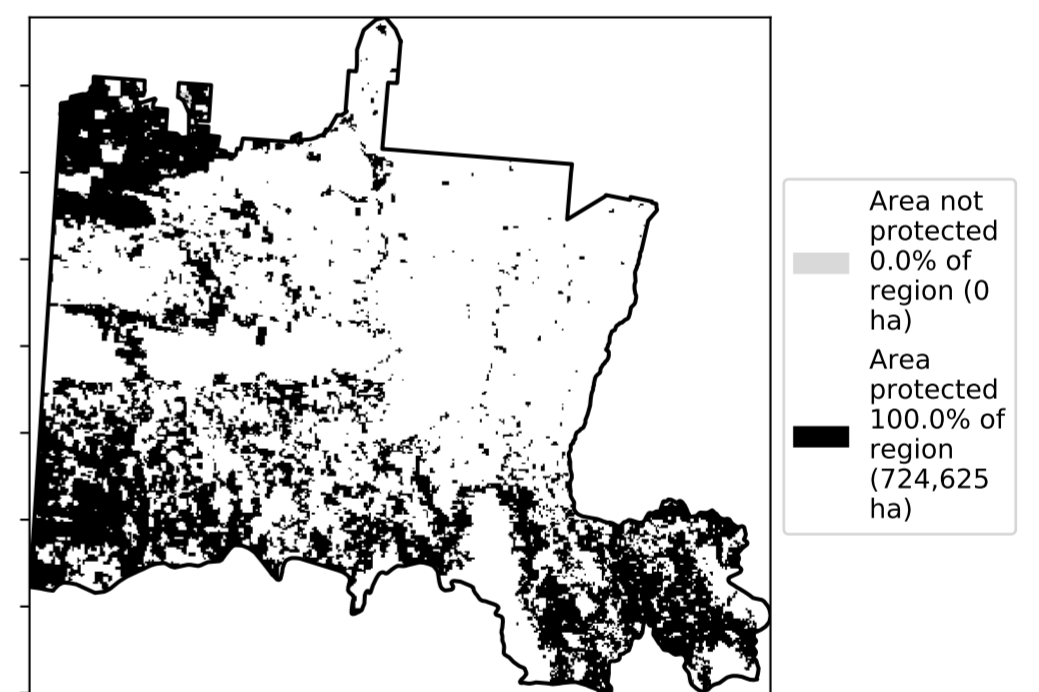 Area not
protected
0.0% of
region (0
ha)
Area
protected
100.0% of
region
(724,625
ha)